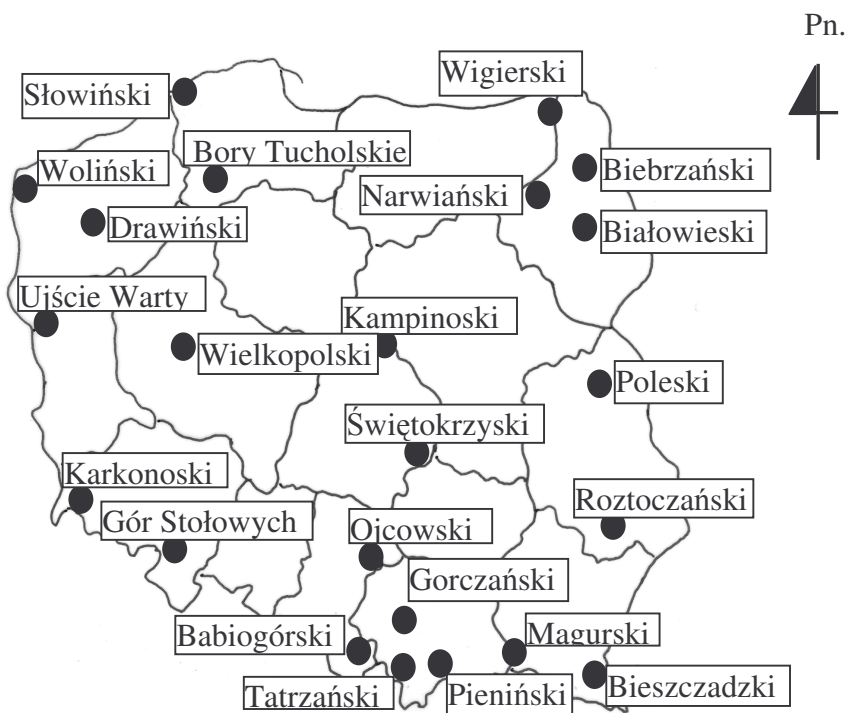 Pn.
Wigierski
Słowiński
Bory Tucholskie
Woliński
Biebrzański
Narwiański
Drawiński
Białowieski
Ujście Warty
Kampinoski
Wielkopolski
Poleski
Świętokrzyski
Karkonoski
Roztoczański
Gór Stołowych
Ojcowski
Gorczański
Babiogórski
Magurski
Tatrzański
Pieniński
Bieszczadzki